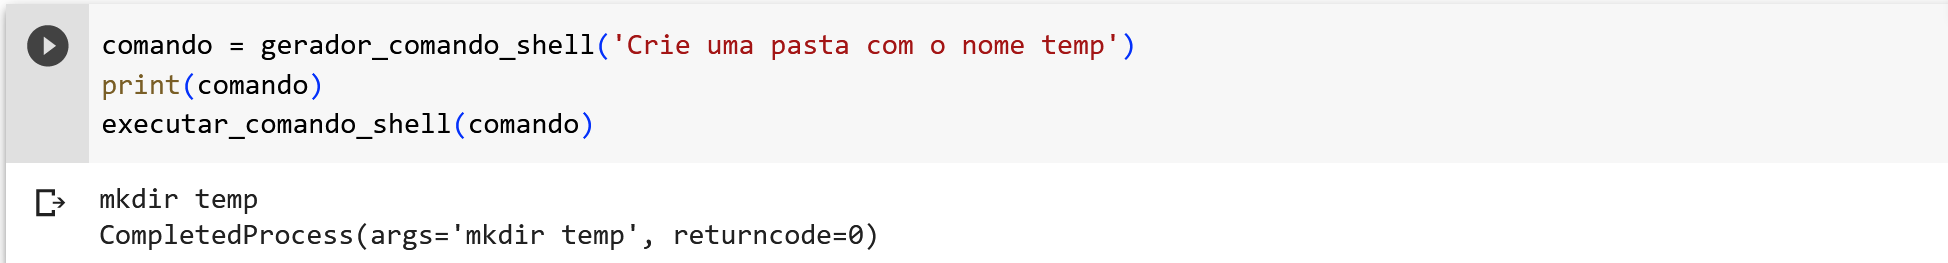 comando = gerador_comando_shell('Crie uma pasta com o nome temp')
print(comando)
executar_comando_shell(comando)
mkdir temp
CompletedProcess(args='mkdir temp', returncode=0)